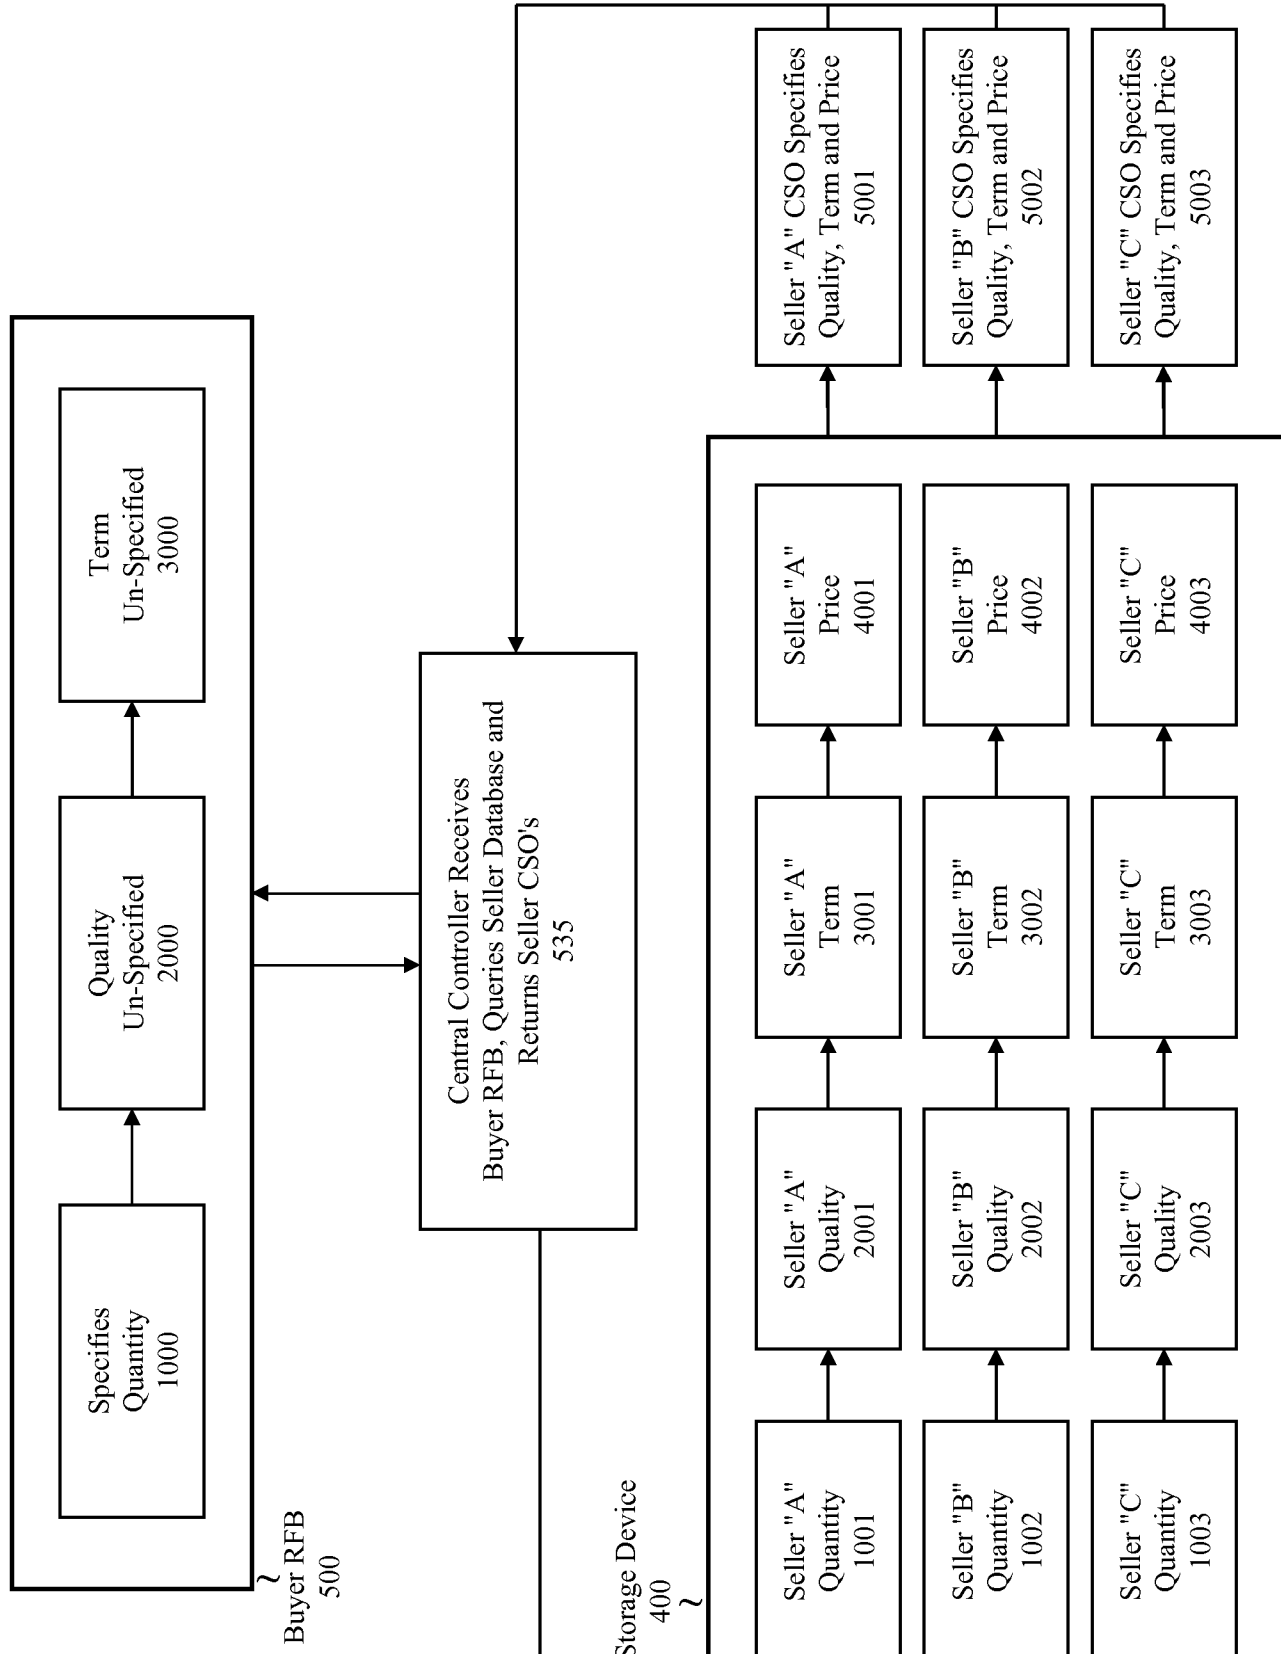 Specifies
Quantity
1000
Quality
Un-Specified
2000
Term
Un-Specified
3000
Buyer RFB
500
Central Controller Receives
Buyer RFB, Queries Seller Database and
Returns Seller CSO's
535
Storage Device
400
Seller "A"
Quantity
1001
Seller "A"
Quality
2001
Seller "A"
Term
3001
Seller "A"
Price
4001
Seller "A" CSO Specifies
Quality, Term and Price
5001
Seller "B"
Quantity
1002
Seller "B"
Quality
2002
Seller "B"
Term
3002
Seller "B"
Price
4002
Seller "B" CSO Specifies
Quality, Term and Price
5002
Seller "C"
Quantity
1003
Seller "C"
Quality
2003
Seller "C"
Term
3003
Seller "C"
Price
4003
Seller "C" CSO Specifies
Quality, Term and Price
5003